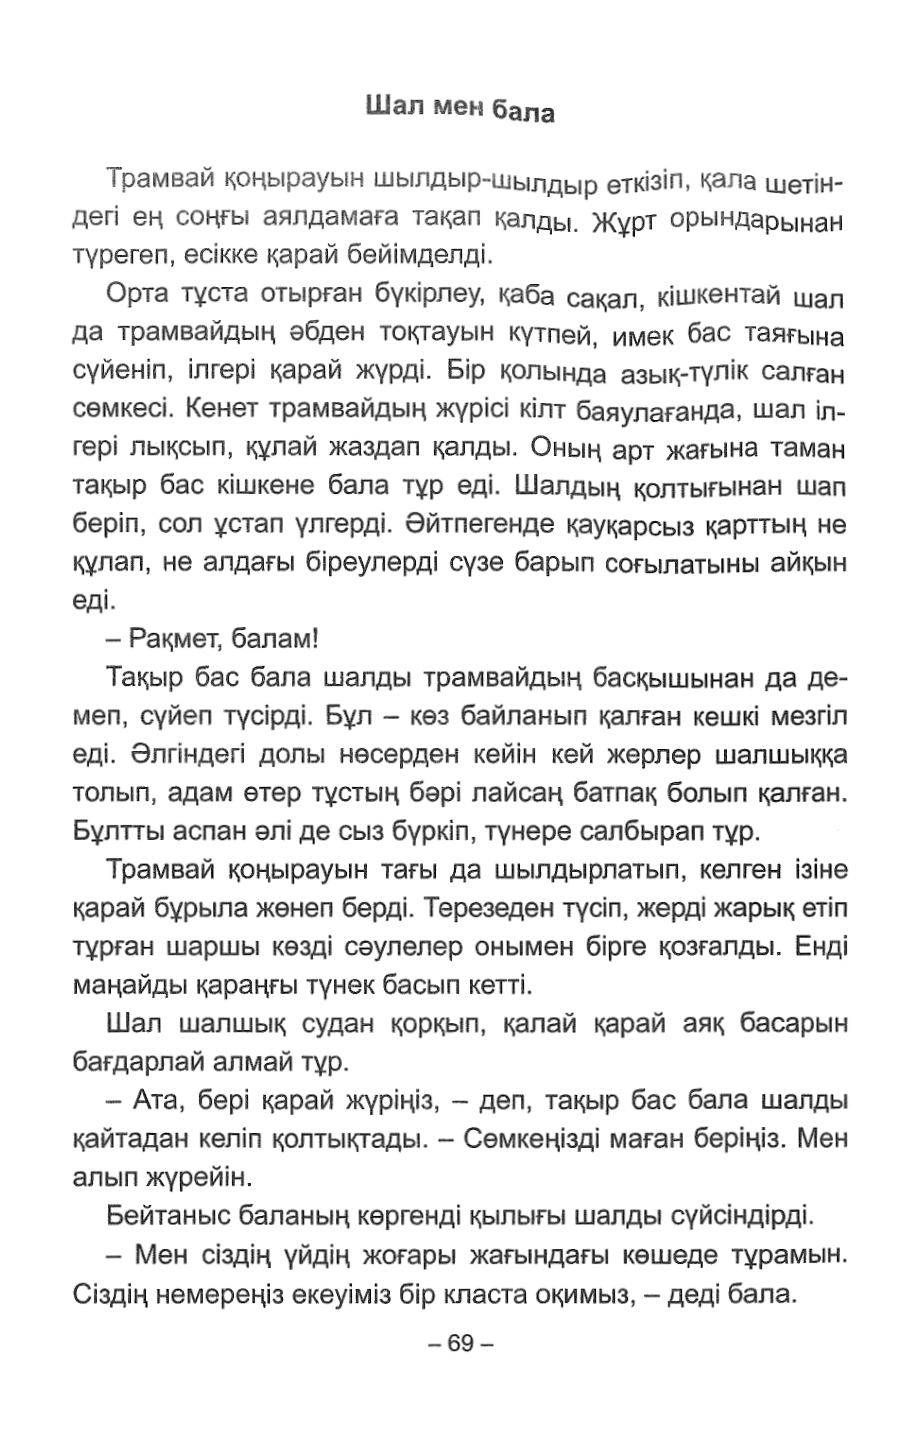 Шал мен бала
Трамвай қоңырауын шылдыр-шылдыр еткізіп, қала шетін-
дегі ең соңғы аялдамаға тақап қалды. Жұрт орындарынан
түрегеп, есікке қарай бейімделді.
Орта тұста отырған бүкірлеу, қаба сақал, кішкентай шал
да трамвайдың әбден тоқтауын күтпей, имек бас таяғына
сүйеніп, ілгері қарай жүрді. Бір қолында азық-түлік салған
сөмкесі. Кенет трамвайдың жүрісі кілт баяулағанда, шал іл-
гері лықсып, құлай жаздап қалды. Оның арт жағына таман
тақыр бас кішкене бала тұр еді. Шалдың қолтығынан шап
беріп, сол ұстап үлгерді. Әйтпегенде қауқарсыз қарттың не
құлап, не алдағы біреулерді сүзе барып соғылатыны айқын
еді.
– Рақмет, балам!
Тақыр бас бала шалды трамвайдың басқышынан да де-
меп, сүйеп түсірді. Бұл – көз байланып қалған кешкі мезгіл
еді. Әлгіндегі долы нөсерден кейін кей жерлер шалшыққа
толып, адам өтер тұстың бәрі лайсаң батпақ болып қалған.
Бұлтты аспан әлі де сыз бүркіп, түнере салбырап тұр.
Трамвай қоңырауын тағы да шылдырлатып, келген ізіне
қарай бұрыла жөнеп берді. Терезеден түсіп, жерді жарық етіп
тұрған шаршы көзді сәулелер онымен бірге қозғалды. Енді
маңайды қараңғы түнек басып кетті.
Шал шалшық судан қорқып, қалай қарай аяқ басарын
бағдарлай алмай тұр.
– Ата, бері қарай жүріңіз, – деп, тақыр бас бала шалды
қайтадан келіп қолтықтады. – Сөмкеңізді маған беріңіз. Мен
алып жүрейін.
Бейтаныс баланың көргенді қылығы шалды сүйсіндірді.
– Мен сіздің үйдің жоғары жағындағы көшеде тұрамын.
Сіздің немереңіз екеуіміз бір класта оқимыз, – деді бала.
– 69 –